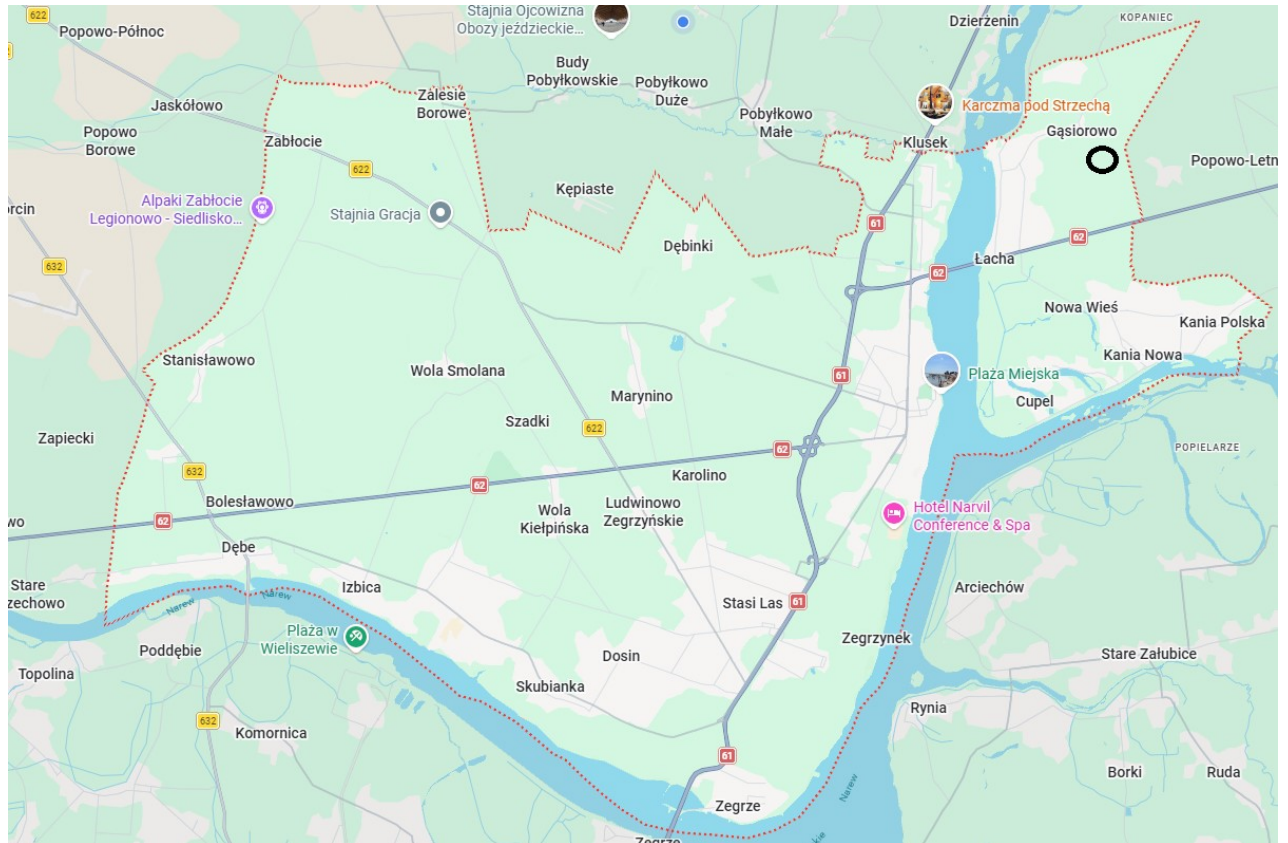 622
Popowo-Północ
Stajnia Ojcowizna
Obozy jeździeckie...
Dzierżenin
KOPANIEC
Budy
Pobyłkowskie
Pobyłkowo
Duże
Jaskółowo
Zalesie
Borowe
Karczma pod Strzechą
Pobyłkowo
Małe
Popowo
Borowe
Zabłocie
Klusek
Gąsiorowo
Popowo-Letn
622
Kępiaste
Alpaki Zabłocie
Legionowo - Siedlisko...
Stajnia Gracja
orcin
61
62
Dębinki
Łacha
632
62
Nowa Wieś
Kania Polska
Stanisławowo
Kania Nowa
Wola Smolana
61
Plaża Miejska
Marynino
Cupel
Szadki
622
Zapiecki
62
POPIELARZE
632
Karolino
62
Bolesławowo
Ludwinowo
Zegrzyńskie
Wola
Kiełpińska
Hotel Narvil
Conference & Spa
wo
62
Dębe
Stare
zechowo
Izbica
Arciechów
Narew
Narew
Stasi Las
61
Plaża w
Wieliszewie
Zegrzynek
Poddębie
Dosin
Stare Załubice
Topolina
Skubianka
Rynia
632
Komornica
61
Borki
Ruda
Narew
Zegrze
Zegrze
skie